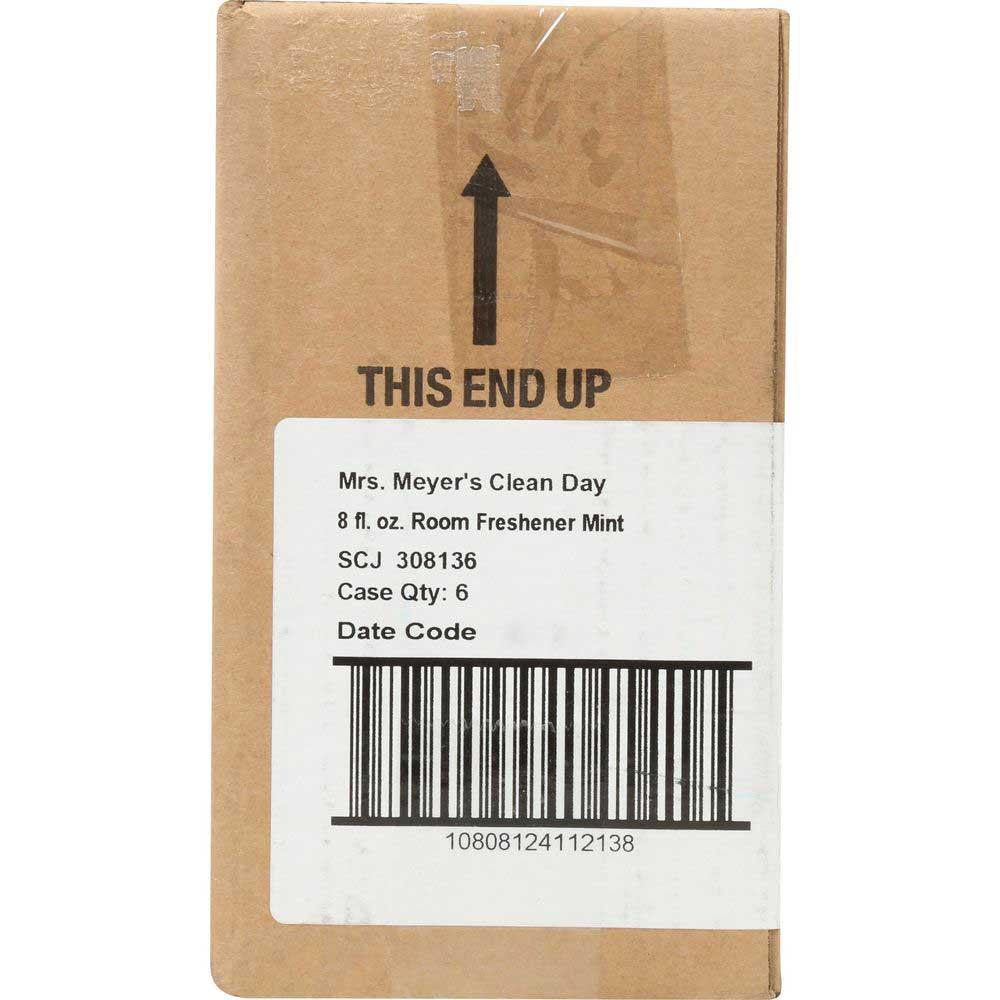 THIS END UP
Mrs. Meyer's Clean Day
8 fl. oz. Room Freshener Mint
SCJ 308136
Case Qty: 6
Date Code
10808124112138